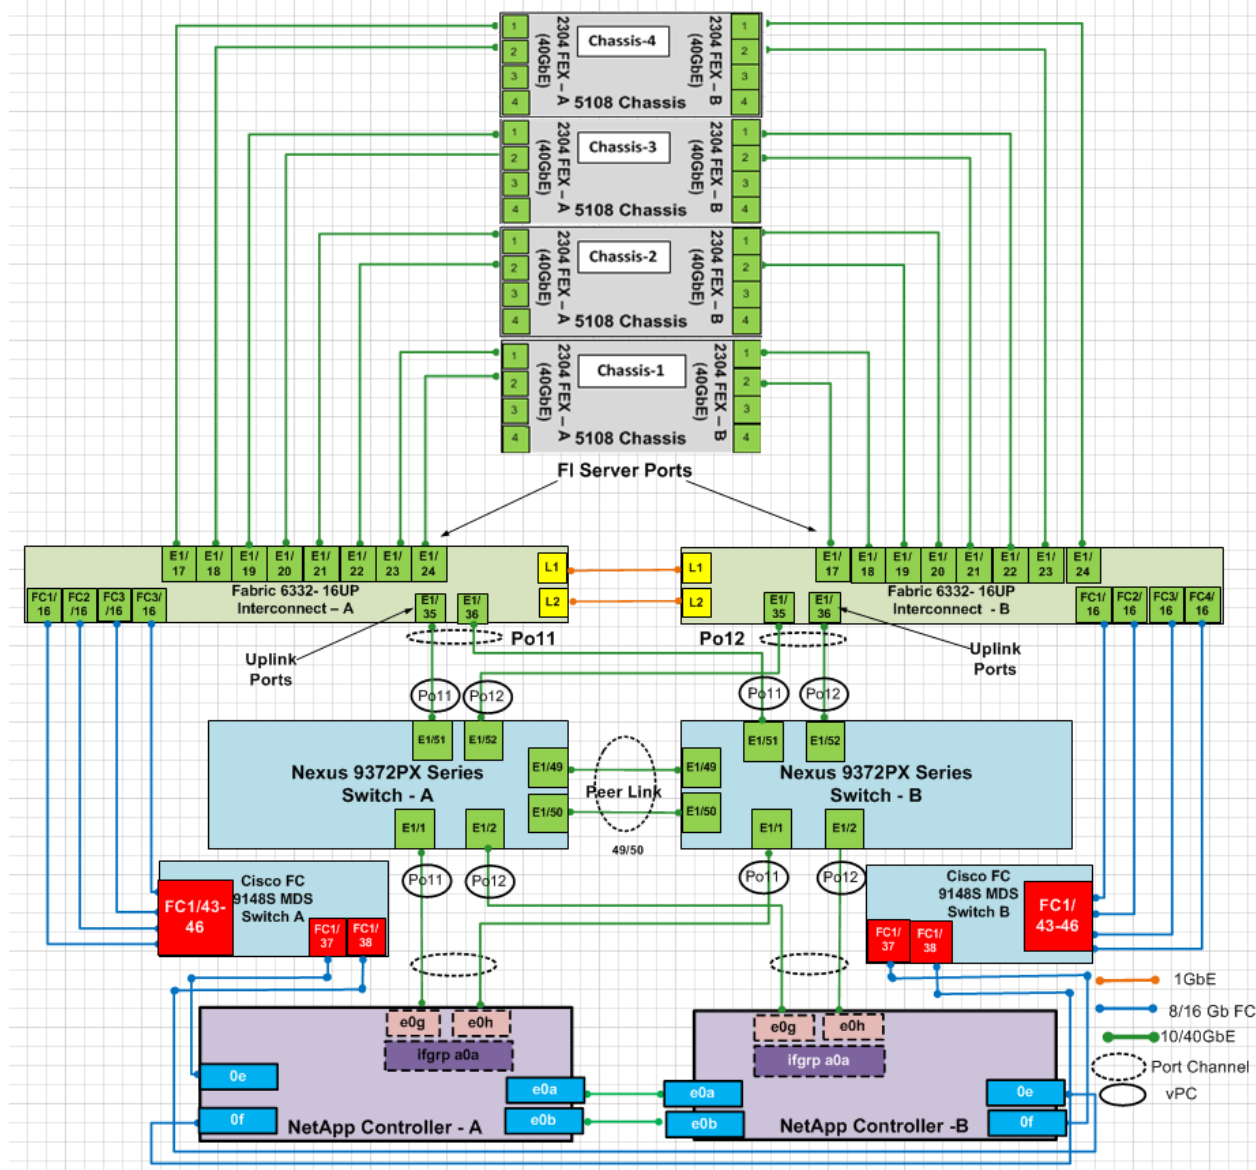 1
2
3
4
2304 FEX – A
(40GbE)
Chassis-4
5108 Chassis
2304 FEX – B
(40GbE)
1
2
3
4
1
2
3
4
2304 FEX – A
(40GbE)
Chassis-3
5108 Chassis
2304 FEX – B
(40GbE)
1
2
3
4
1
2
3
4
2304 FEX – A
(40GbE)
Chassis-2
5108 Chassis
2304 FEX – B
(40GbE)
1
2
3
4
1
2
3
4
2304 FEX – A
(40GbE)
Chassis-1
5108 Chassis
2304 FEX – B
(40GbE)
1
2
3
4
FI Server Ports
E1/
17
E1/
18
E1/
19
E1/
20
E1/
21
E1/
22
E1/
23
E1/
24
L1
L2
FC1/
16
FC2
/16
FC3
/16
FC3/
16
Fabric 6332- 16UP
Interconnect – A
E1/
35
E1/
36
L1
L2
E1/
17
E1/
18
E1/
19
E1/
20
E1/
21
E1/
22
E1/
23
E1/
24
Fabric 6332- 16UP
Interconnect - B
E1/
35
E1/
36
FC1/
16
FC2/
16
FC3/
16
FC4/
16
Po11
Po12
Uplink
Ports
Uplink
Ports
Po11
Po12
Po11
Po12
E1/51
E1/52
E1/51
E1/52
Nexus 9372PX Series
Switch - A
E1/49
E1/50
Peer Link
49/50
E1/49
E1/50
Nexus 9372PX Series
Switch - B
E1/1
E1/2
E1/1
E1/2
Po11
Po12
Po11
Po12
Cisco FC
9148S MDS
Switch A
FC1/43-
46
FC1/
37
FC1/
38
Cisco FC
9148S MDS
Switch B
FC1/
43-46
FC1/
37
FC1/
38
1GbE
8/16 Gb FC
10/40GbE
Port Channel
vPC
e0g
e0h
ifgrp a0a
0e
0f
e0a
e0b
NetApp Controller - A
e0g
e0h
ifgrp a0a
e0a
e0b
0e
0f
NetApp Controller -B